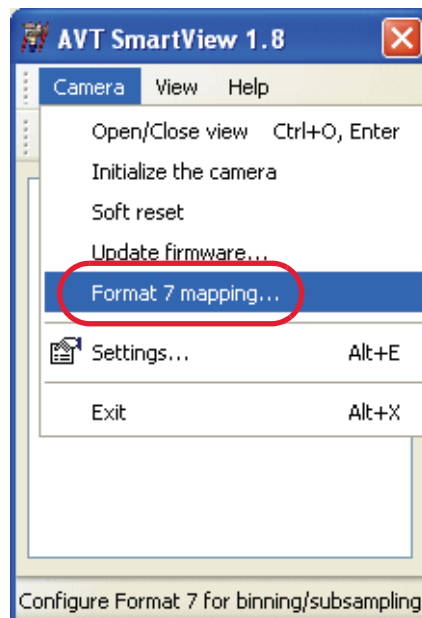 AVT SmartView 1.8
Camera View Help
Open/Close view Ctrl+O, Enter
Initialize the camera
Soft reset
Update firmware...
Format 7 mapping...
Settings... Alt+E
Exit Alt+X
Configure Format 7 for binning/subsampling